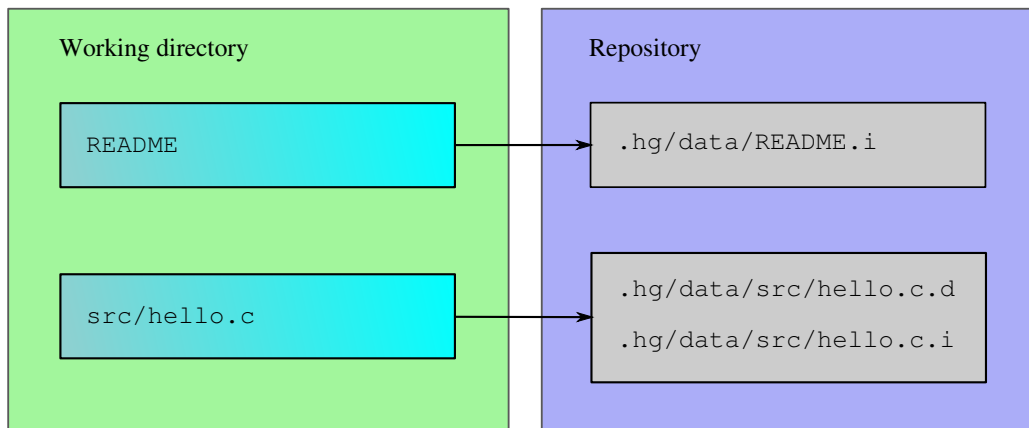 Working directory
README
src/hello.c
Repository
.hg/data/README.i
.hg/data/src/hello.c.d
.hg/data/src/hello.c.i